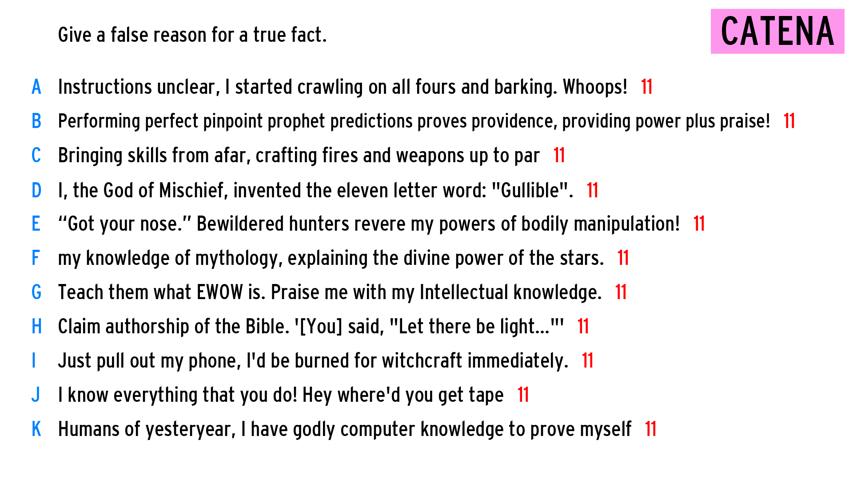 Give a false reason for a true fact.
CATENA
A Instructions unclear, I started crawling on all fours and barking. Whoops! 11
B Performing perfect pinpoint prophet predictions proves providence, providing power plus praise! 11
C Bringing skills from afar, crafting fires and weapons up to par 11
D I, the God of Mischief, invented the eleven letter word: "Gullible". 11
E “Got your nose.” Bewildered hunters revere my powers of bodily manipulation! 11
F my knowledge of mythology, explaining the divine power of the stars. 11
G Teach them what EWOW is. Praise me with my Intellectual knowledge. 11
H Claim authorship of the Bible. '[You] said, "Let there be light..."' 11
I Just pull out my phone, I'd be burned for witchcraft immediately. 11
J I know everything that you do! Hey where'd you get tape 11
K Humans of yesteryear, I have godly computer knowledge to prove myself 11